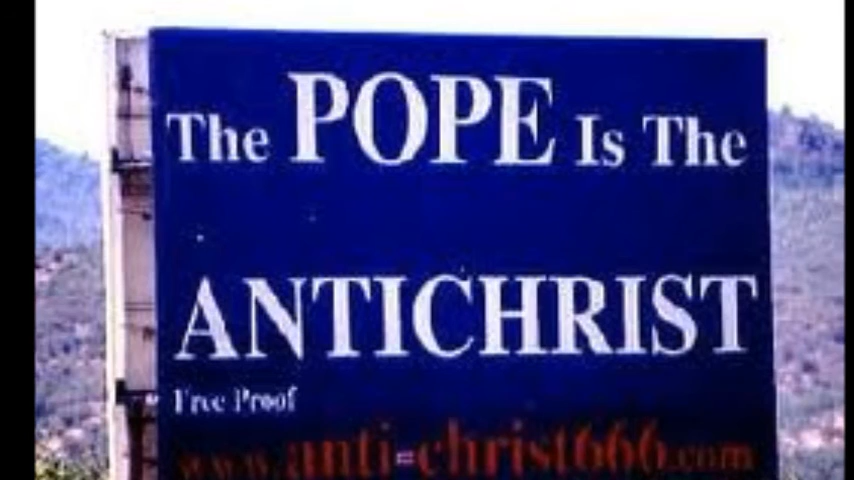 The POPE Is The
ANTICHRIST
Free Proof
www.anti-christ666.com